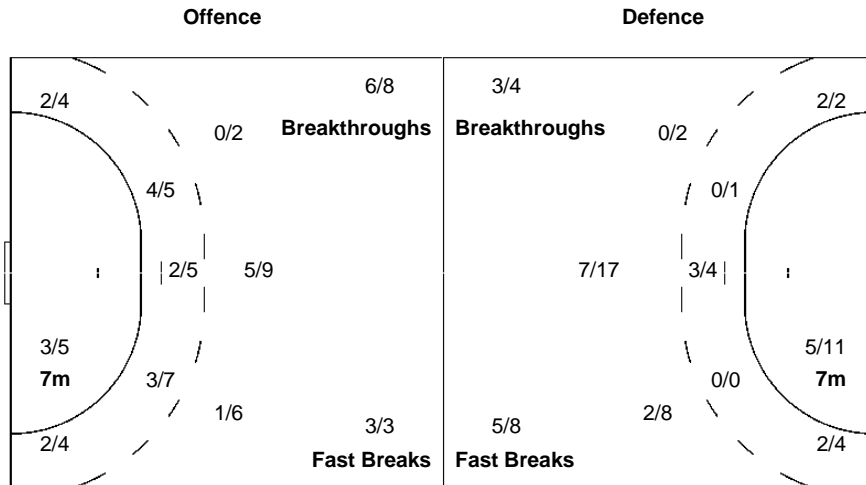 Offence Defence
6/8 3/4
2/4 2/2
0/2 Breakthroughs Breakthroughs 0/2
4/5 0/1
2/5 5/9 7/17 3/4
3/5 5/11
7m 3/7 0/0 7m
1/6 2/8
3/3 5/8
2/4 2/4
Fast Breaks Fast Breaks